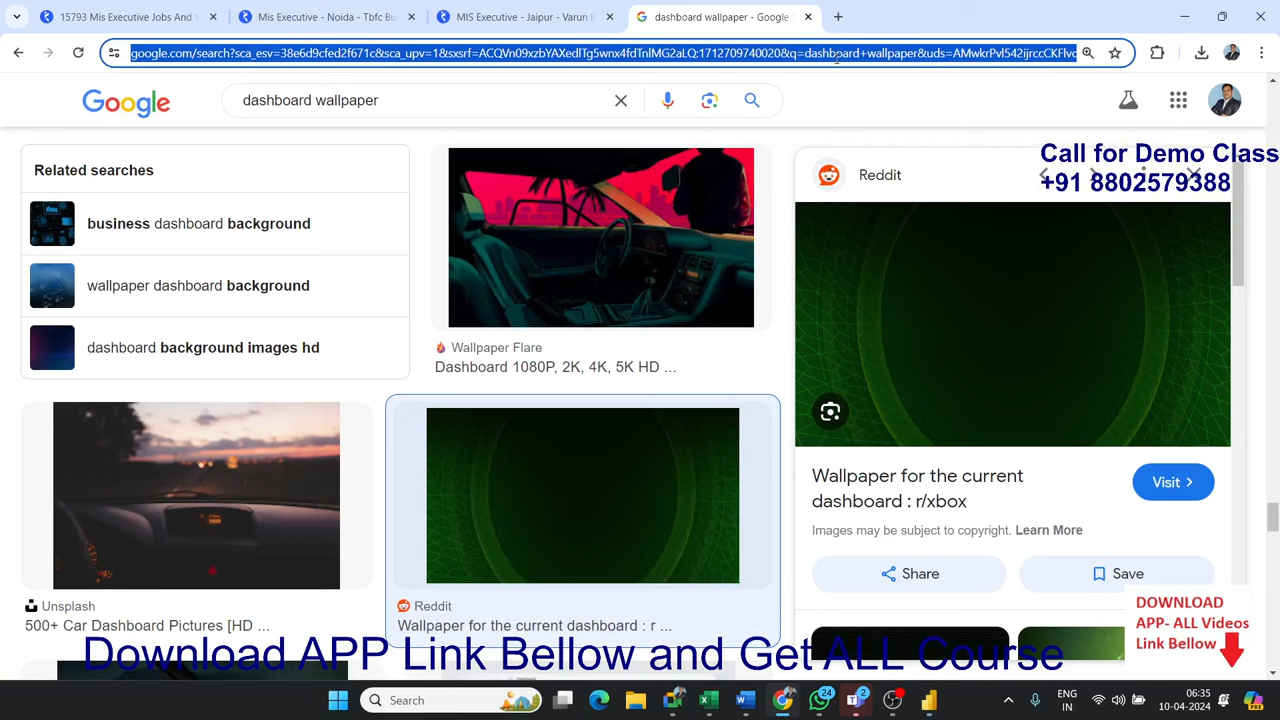 15793 Mis Executive Jobs And
Mis Executive - Noida - Tbfc Bu
MIS Executive - Jaipur - Varun B
dashboard wallpaper - Google
google.com/search?sca_esv=38e6d9cfed2f671c&sca_upv=1&sxsrf=ACQVn09xzbYAXedlTg5wnx4fdTnlMG2aLQ:1712709740020&q=dashboard+wallpaper&uds=AMwkrPvl542ijrccCKFlvc
Google
dashboard wallpaper
Call for Demo Class
+91 8802579388
Related searches
business dashboard background
wallpaper dashboard background
dashboard background images hd
Wallpaper Flare
Dashboard 1080P, 2K, 4K, 5K HD ...
Reddit
Wallpaper for the current
dashboard : r/xbox
Visit
Images may be subject to copyright. Learn More
Share
Save
Unsplash
500+ Car Dashboard Pictures [HD ...
Reddit
Wallpaper for the current dashboard : r ...
DOWNLOAD
APP- ALL Videos
Link Bellow
Download APP Link Bellow and Get ALL Course
Search
24
2
ENG
IN
06:35
10-04-2024